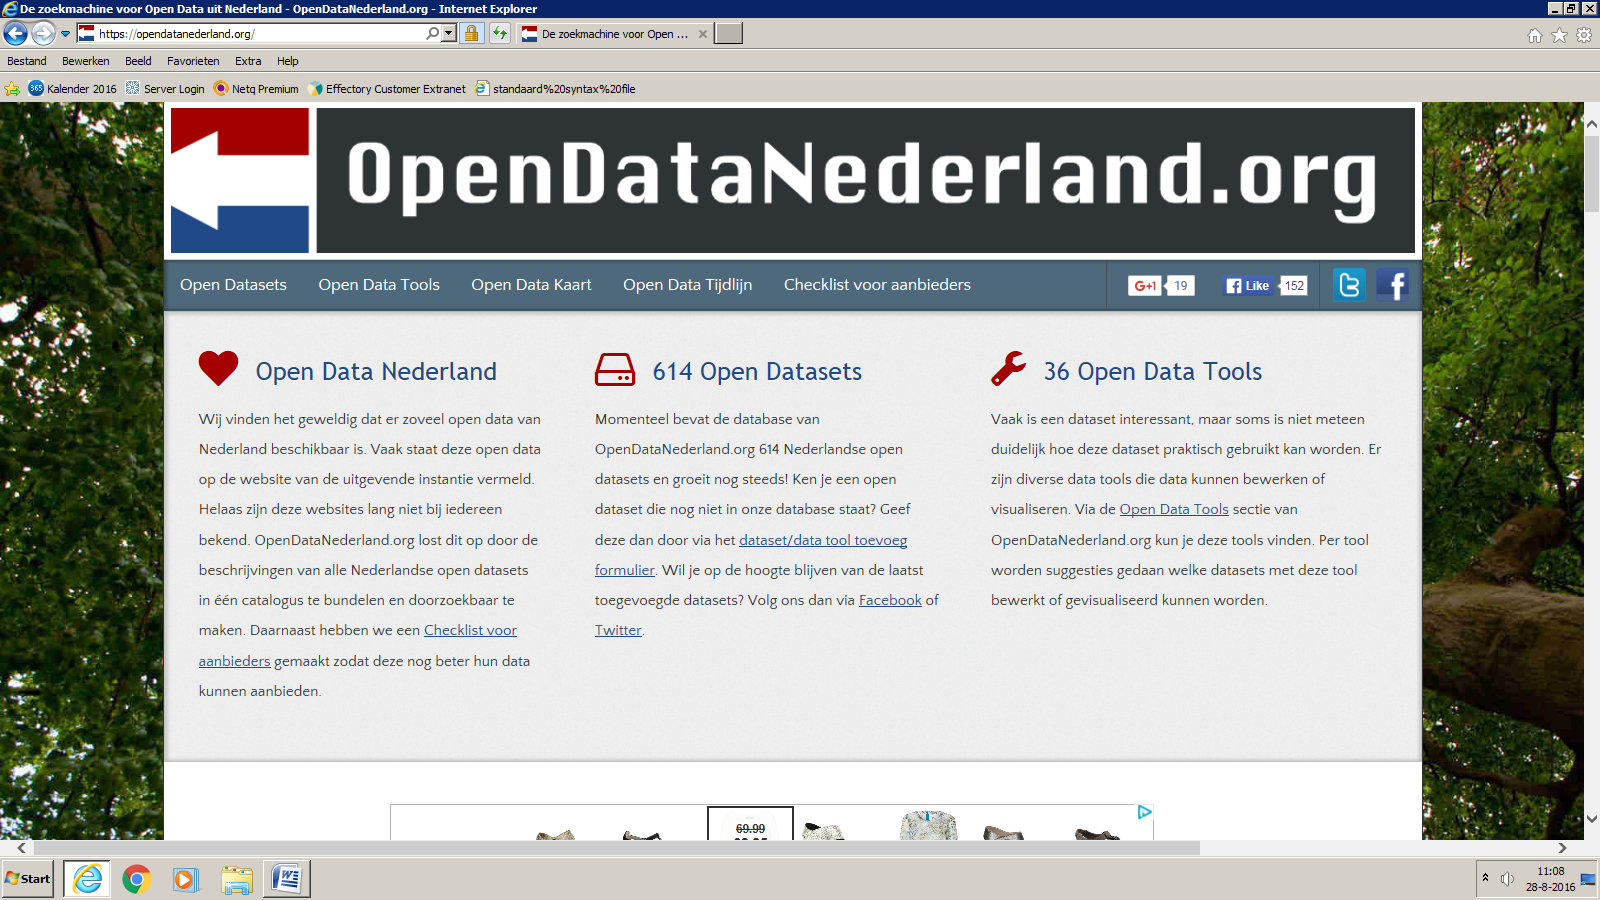 De zoekmachine voor Open Data uit Nederland - OpenDataNederland.org - Internet Explorer
https://opendatanederland.org/
De zoekmachine voor Open ...
Bestand Bewerken Beeld Favorieten Extra Help
365 Kalender 2016 Server Login Netq Premium Effectory Customer Extranet standaard%20syntax%20file
OpenDataNederland.org
Open Datasets Open Data Tools Open Data Kaart Open Data Tijdlijn Checklist voor aanbieders G+1 19 Like 152
Open Data Nederland
Wij vinden het geweldig dat er zoveel open data van
Nederland beschikbaar is. Vaak staat deze open data
op de website van de uitgevende instantie vermeld.
Helaas zijn deze websites lang niet bij iedereen
bekend. OpenDataNederland.org lost dit op door de
beschrijvingen van alle Nederlandse open datasets
in één catalogus te bundelen en doorzoekbaar te
maken. Daarnaast hebben we een Checklist voor
aanbieders gemaakt zodat deze nog beter hun data
kunnen aanbieden.
614 Open Datasets
Momenteel bevat de database van
OpenDataNederland.org 614 Nederlandse open
datasets en groeit nog steeds! Ken je een open
dataset die nog niet in onze database staat? Geef
deze dan door via het dataset/data tool toevoeg
formulier. Wil je op de hoogte blijven van de laatst
toegevoegde datasets? Volg ons dan via Facebook of
Twitter.
36 Open Data Tools
Vaak is een dataset interessant, maar soms is niet meteen
duidelijk hoe deze dataset praktisch gebruikt kan worden. Er
zijn diverse data tools die data kunnen bewerken of
visualiseren. Via de Open Data Tools sectie van
OpenDataNederland.org kun je deze tools vinden. Per tool
worden suggesties gedaan welke datasets met deze tool
bewerkt of gevisualiseerd kunnen worden.
69.99
Start
11:08
28-8-2016